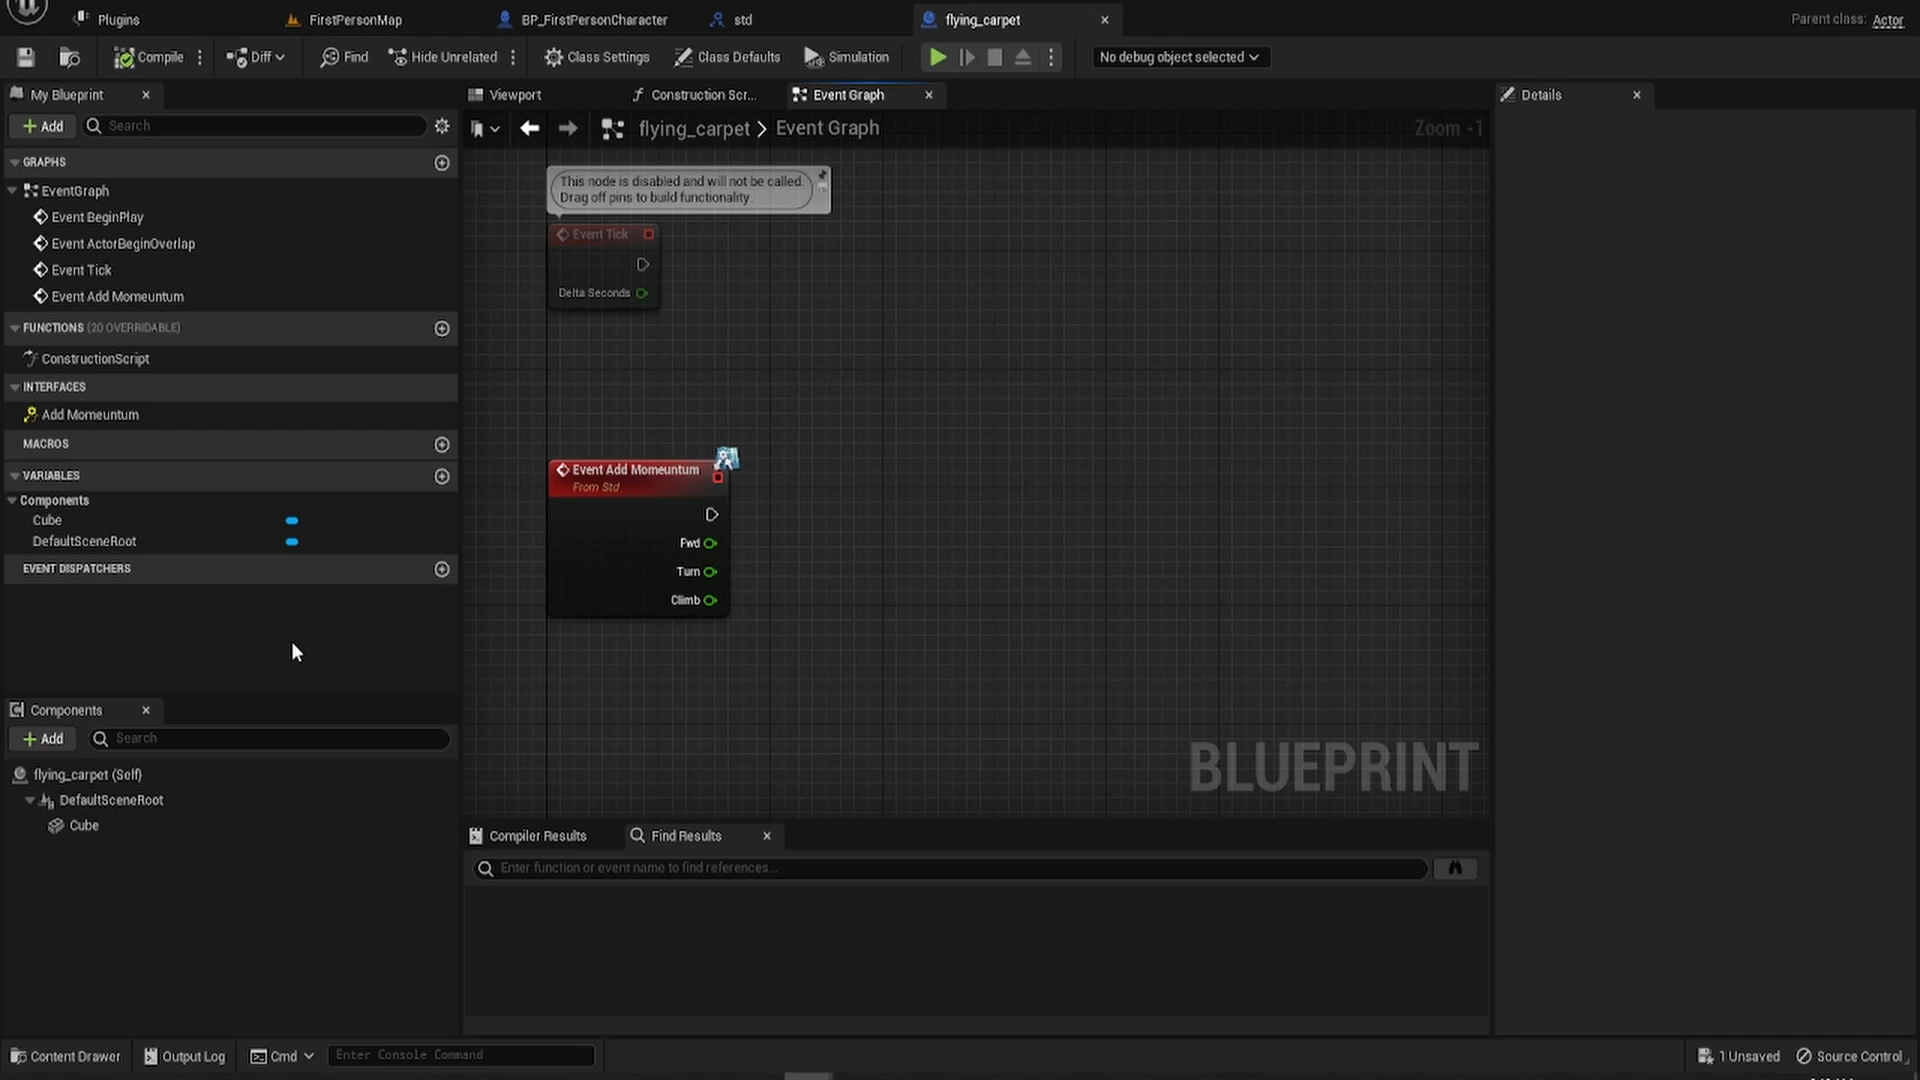 Plugins
FirstPersonMap
BP_FirstPersonCharacter
std
flying_carpet
Parent class: Actor
Compile
Diff
Find
Hide Unrelated
Class Settings
Class Defaults
Simulation
No debug object selected
My Blueprint
Viewport
Construction Scr...
Event Graph
Details
Add
Search
flying_carpet > Event Graph
Zoom -1
GRAPHS
EventGraph
Event BeginPlay
Event ActorBeginOverlap
Event Tick
Event Add Momeuntum
FUNCTIONS (20 OVERRIDABLE)
ConstructionScript
INTERFACES
Add Momeuntum
MACROS
VARIABLES
Components
Cube
DefaultSceneRoot
EVENT DISPATCHERS
This node is disabled and will not be called.
Drag off pins to build functionality.
Event Tick
Delta Seconds
Event Add Momeuntum
From Std
Fwd
Turn
Climb
BLUEPRINT
Components
Add
Search
flying_carpet (Self)
DefaultSceneRoot
Cube
Compiler Results
Find Results
Enter function or event name to find references...
Content Drawer
Output Log
Cmd
Enter Console Command
1 Unsaved
Source Control